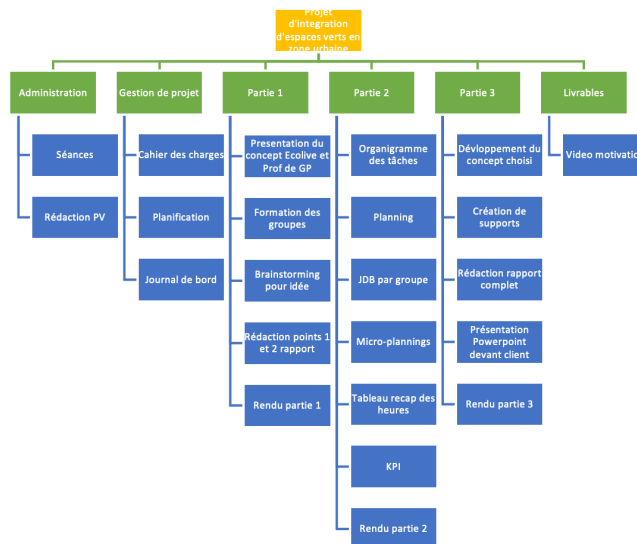 Projet
d'integration
d'espaces verts en
zone urbaine
Administration
Gestion de projet
Partie 1
Partie 2
Partie 3
Livrables
Séances
Rédaction PV
Cahier des charges
Planification
Journal de bord
Presentation du
concept Ecolive et
Prof de GP
Formation des
groupes
Brainstorming
pour idée
Rédaction points 1
et 2 rapport
Rendu partie 1
Organigramme
des tâches
Planning
JDB par groupe
Micro-plannings
Tableau recap des
heures
KPI
Rendu partie 2
Dévloppement du
concept choisi
Création de
supports
Rédaction rapport
complet
Présentation
Powerpoint
devant client
Rendu partie 3
Video motivatio